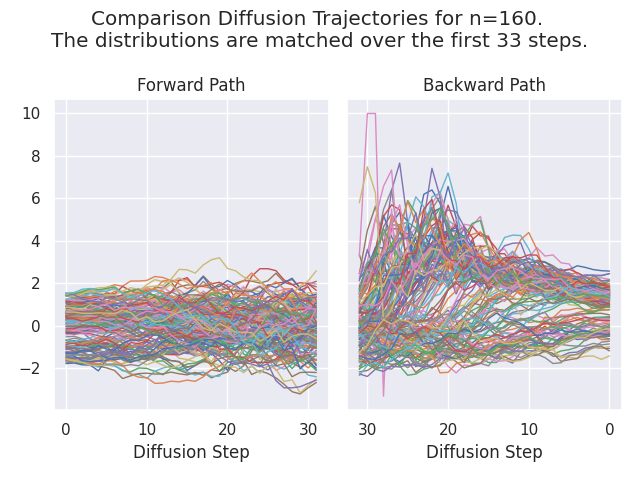 Comparison Diffusion Trajectories for n=160.
The distributions are matched over the first 33 steps.
Forward Path
Backward Path
10
8
6
4
2
0
−2
0 10 20 30
30 20 10 0
Diffusion Step
Diffusion Step